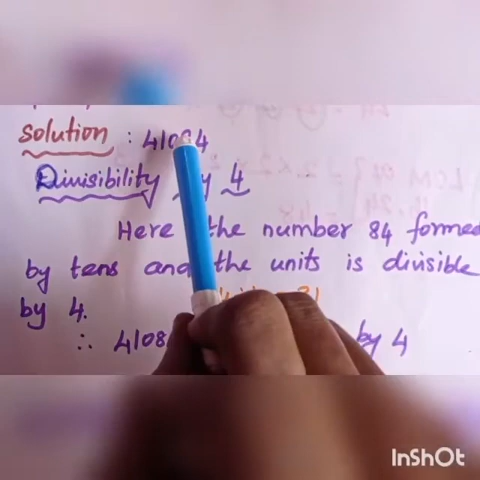 Solution : 41084
Divisibility by 4
Here the number 84 formed
by tens and the units is divisible
by 4.
∴ 4108 by 4
InShOt